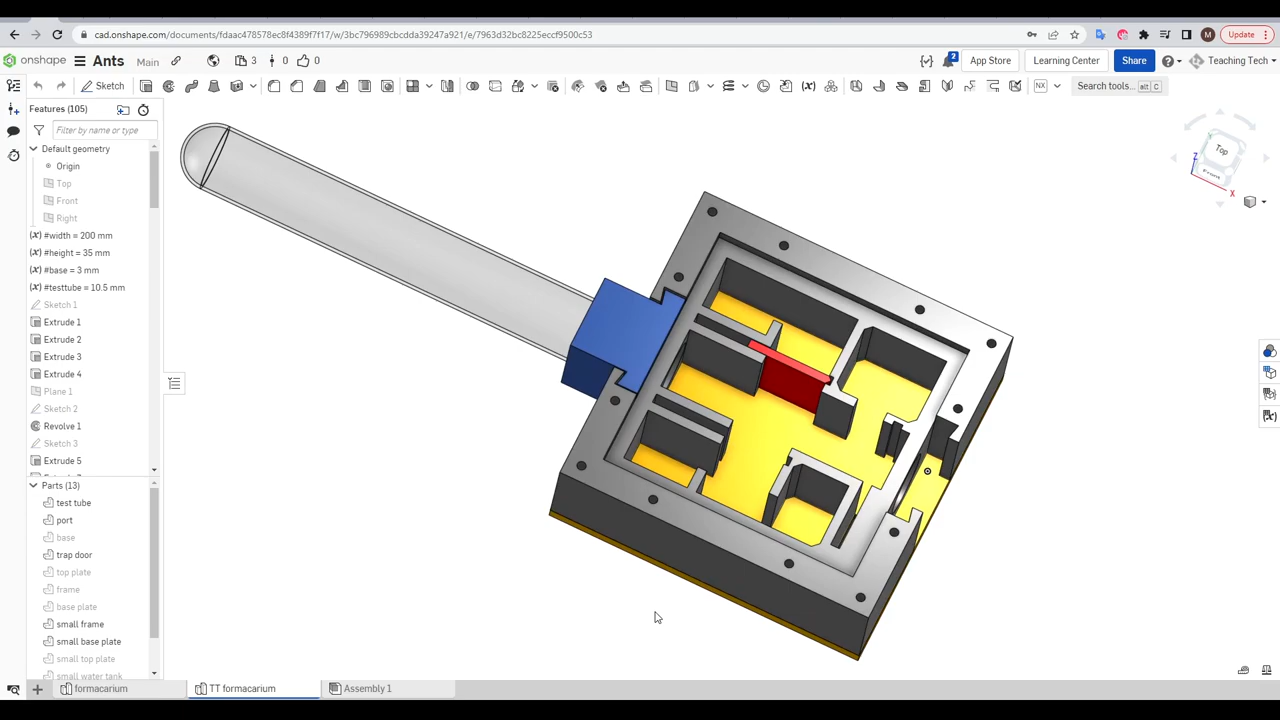 cad.onshape.com/documents/fdaac478578ec8f4389f7f17/w/3bc796989cbcdda39247a921/e/7963d32bc8225eccf9500c53
M
Update
onshape
Ants
Main
3
0
0
2
App Store
Learning Center
Share
Teaching Tech
Sketch
NX
Search tools...
alt C
Features (105)
Filter by name or type
Default geometry
Origin
Top
Front
Right
(x) #width = 200 mm
(x) #height = 35 mm
(x) #base = 3 mm
(x) #testtube = 10.5 mm
Sketch 1
Extrude 1
Extrude 2
Extrude 3
Extrude 4
Plane 1
Sketch 2
Revolve 1
Sketch 3
Extrude 5
Parts (13)
test tube
port
base
trap door
top plate
frame
base plate
small frame
small base plate
small top plate
small water tank
Top
Front
X
Y
Z
formacarium
TT formacarium
Assembly 1